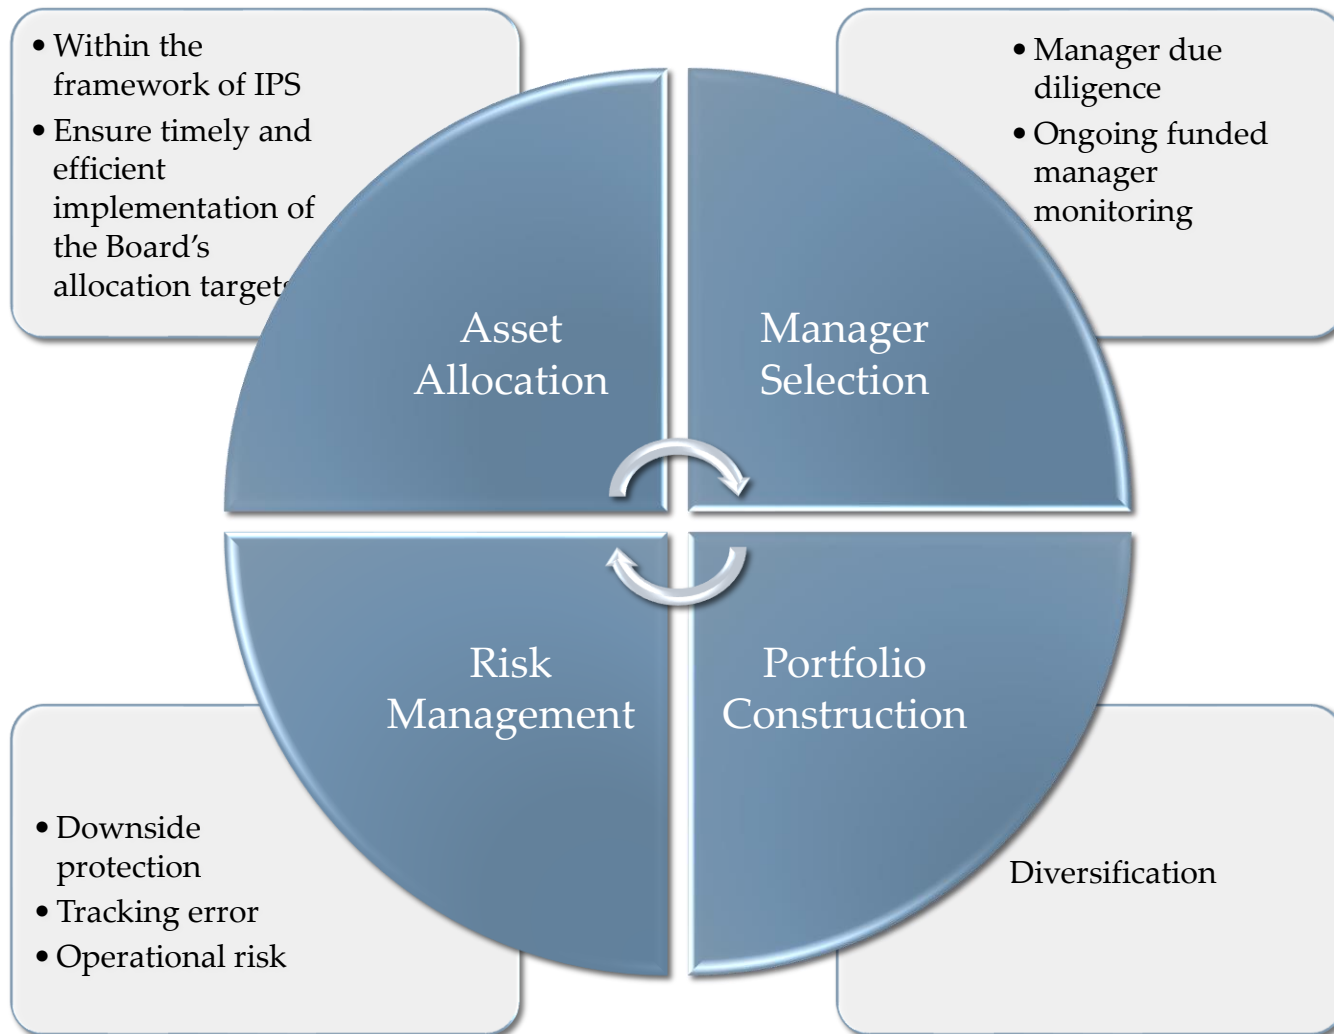 • Within the
framework of IPS
• Ensure timely and
efficient
implementation of
the Board’s
allocation targets
• Manager due
diligence
• Ongoing funded
manager
monitoring
Asset
Allocation
Manager
Selection
Risk
Management
Portfolio
Construction
• Downside
protection
• Tracking error
• Operational risk
Diversification